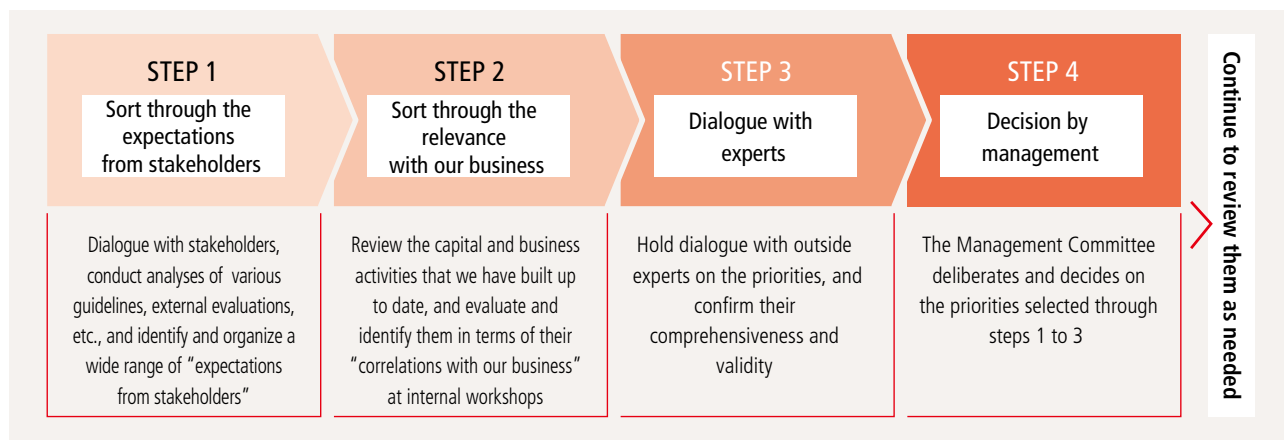 STEP 1
Sort through the
expectations
from stakeholders
Dialogue with stakeholders,
conduct analyses of various
guidelines, external evaluations,
etc., and identify and organize a
wide range of “expectations
from stakeholders”
STEP 2
Sort through the
relevance
with our business
Review the capital and business
activities that we have built up
to date, and evaluate and
identify them in terms of their
“correlations with our business”
at internal workshops
STEP 3
Dialogue with
experts
Hold dialogue with outside
experts on the priorities, and
confirm their
comprehensiveness and
validity
STEP 4
Decision by
management
The Management Committee
deliberates and decides on
the priorities selected through
steps 1 to 3
Continue to review them as needed